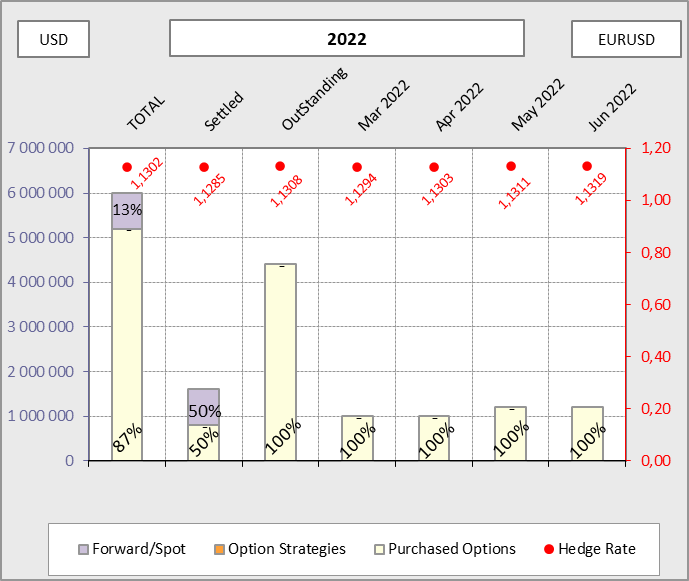 USD
2022
EURUSD
TOTAL
Settled
OutStanding
Mar 2022
Apr 2022
May 2022
Jun 2022
7 000 000
6 000 000
5 000 000
4 000 000
3 000 000
2 000 000
1 000 000
0
1,20
1,00
0,80
0,60
0,40
0,20
0,00
1,1302
1,1285
1,1308
1,1294
1,1303
1,1311
1,1319
13%
87%
50%
50%
100%
100%
100%
100%
100%
Forward/Spot
Option Strategies
Purchased Options
Hedge Rate